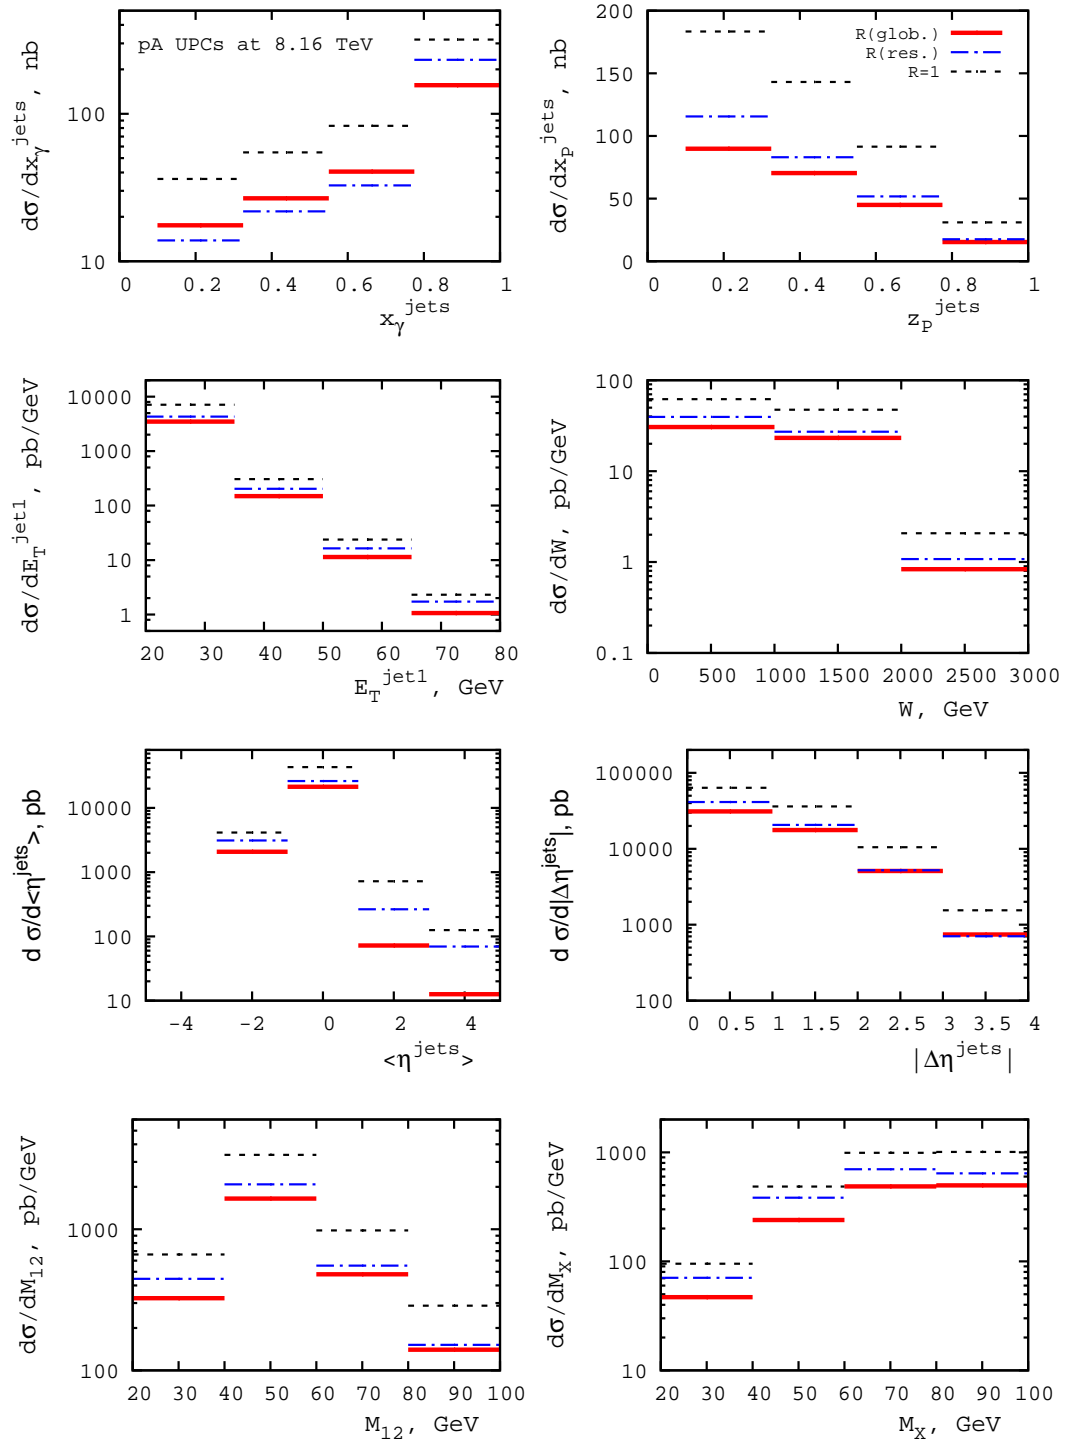 dσ/dx_γ^jets, nb
pA UPCs at 8.16 TeV
100
10
0 0.2 0.4 0.6 0.8 1
x_γ^jets
dσ/dx_P^jets, nb
R(glob.)
R(res.)
R=1
200
150
100
50
0
0 0.2 0.4 0.6 0.8 1
z_P^jets
dσ/dE_T^jet1, pb/GeV
10000
1000
100
10
1
20 30 40 50 60 70 80
E_T^jet1, GeV
dσ/dW, pb/GeV
100
10
1
0.1
0 500 1000 1500 2000 2500 3000
W, GeV
d σ/d<η^jets>, pb
10000
1000
100
10
-4 -2 0 2 4
<η^jets>
d σ/d|Δη^jets|, pb
100000
10000
1000
100
0 0.5 1 1.5 2 2.5 3 3.5 4
|Δη^jets|
dσ/dM_12, pb/GeV
1000
100
20 30 40 50 60 70 80 90 100
M_12, GeV
dσ/dM_X, pb/GeV
1000
100
10
20 30 40 50 60 70 80 90 100
M_X, GeV